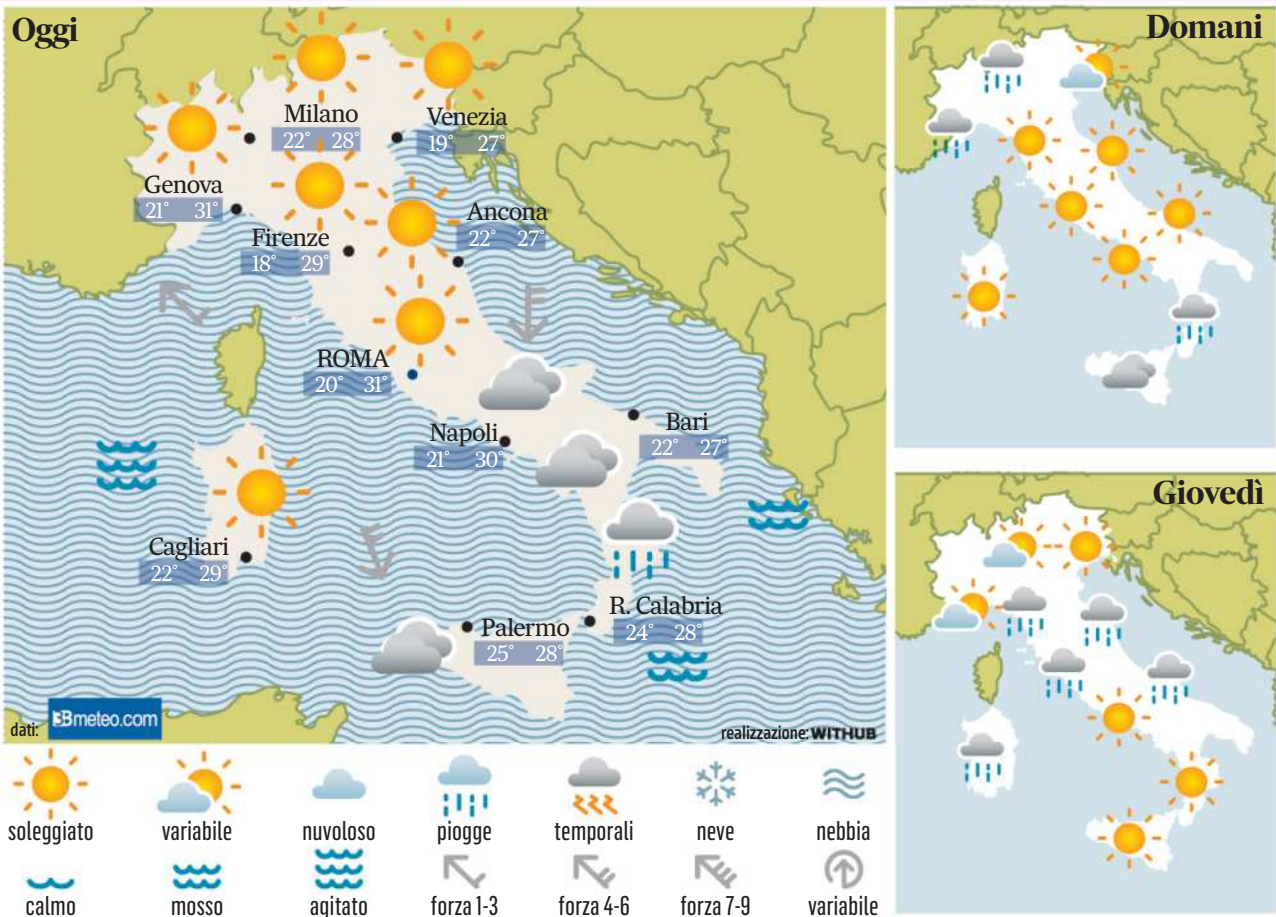 Oggi
Milano
22° 28°
Venezia
19° 27°
Genova
21° 31°
Firenze
18° 29°
Ancona
22° 27°
ROMA
20° 31°
Napoli
21° 30°
Bari
22° 27°
Cagliari
22° 29°
Palermo
25° 28°
R. Calabria
24° 28°
dati: 3Bmeteo.com
realizzazione: WITHUB
Domani
Giovedì
soleggiato variabile nuvoloso piogge temporali neve nebbia
calmo mosso agitato forza 1-3 forza 4-6 forza 7-9 variabile